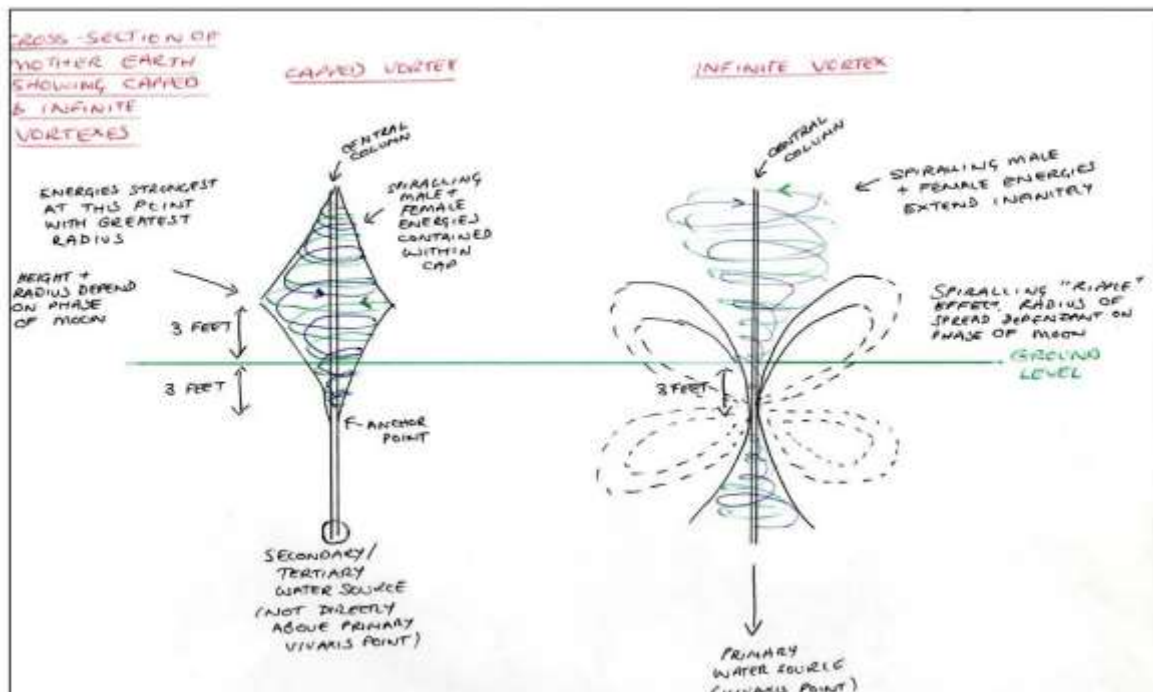 CROSS-SECTION OF
MOTHER EARTH
SHOWING CAPPED
& INFINITE
VORTEXES
CAPPED VORTEX
CENTRAL
COLUMN
ENERGIES STRONGEST
AT THIS POINT
WITH GREATEST
RADIUS
SPIRALLING
MALE +
FEMALE
ENERGIES
CONTAINED
WITHIN
CAP
HEIGHT +
RADIUS DEPEND
ON PHASE
OF MOON
3 FEET
3 FEET
ANCHOR
POINT
SECONDARY/
TERTIARY
WATER SOURCE
(NOT DIRECTLY
ABOVE PRIMARY
VIVAXIS POINT)
INFINITE VORTEX
CENTRAL
COLUMN
SPIRALLING MALE
+ FEMALE ENERGIES
EXTEND INFINITRY
SPIRALLING "RIPPLE"
EFFECT, RADIUS OF
SPREAD DEPENDANT ON
PHASE OF MOON
GROUND
LEVEL
3 FEET
PRIMARY
WATER SOURCE
(VIVAXIS POINT)